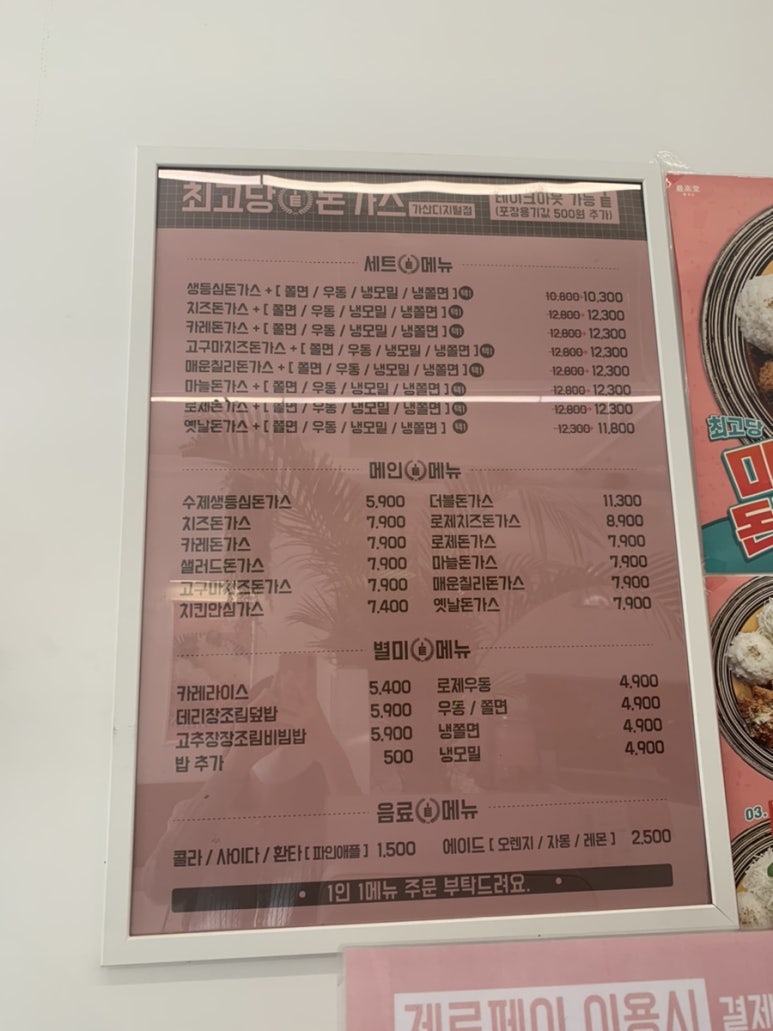 최고당 돈가스 가산디지털점
테이크아웃 가능
(포장용기값 500원 추가)
세트 메뉴
생등심돈가스 + [ 쫄면 / 우동 / 냉모밀 / 냉쫄면 ] 택1 10,800 10,300
치즈돈가스 + [ 쫄면 / 우동 / 냉모밀 / 냉쫄면 ] 택1 12,800 12,300
카레돈가스 + [ 쫄면 / 우동 / 냉모밀 / 냉쫄면 ] 택1 12,800 12,300
고구마치즈돈가스 + [ 쫄면 / 우동 / 냉모밀 / 냉쫄면 ] 택1 12,800 12,300
매운칠리돈가스 + [ 쫄면 / 우동 / 냉모밀 / 냉쫄면 ] 택1 12,800 12,300
마늘돈가스 + [ 쫄면 / 우동 / 냉모밀 / 냉쫄면 ] 택1 12,800 12,300
로제돈가스 + [ 쫄면 / 우동 / 냉모밀 / 냉쫄면 ] 택1 12,800 12,300
옛날돈가스 + [ 쫄면 / 우동 / 냉모밀 / 냉쫄면 ] 택1 12,300 11,800
메인 메뉴
수제생등심돈가스 5,900 더블돈가스 11,300
치즈돈가스 7,900 로제치즈돈가스 8,900
카레돈가스 7,900 로제돈가스 7,900
샐러드돈가스 7,900 마늘돈가스 7,900
고구마치즈돈가스 7,900 매운칠리돈가스 7,900
치킨안심가스 7,400 옛날돈가스 7,900
별미 메뉴
카레라이스 5,400 로제우동 4,900
데리장조림덮밥 5,900 우동 / 쫄면 4,900
고추장장조림비빔밥 5,900 냉쫄면 4,900
밥 추가 500 냉모밀 4,900
음료 메뉴
콜라 / 사이다 / 환타 [ 파인애플 ] 1,500 에이드 [ 오렌지 / 자몽 / 레몬 ] 2,500
1인 1메뉴 주문 부탁드려요.
최고당
03.
제로페이 이용시 결제